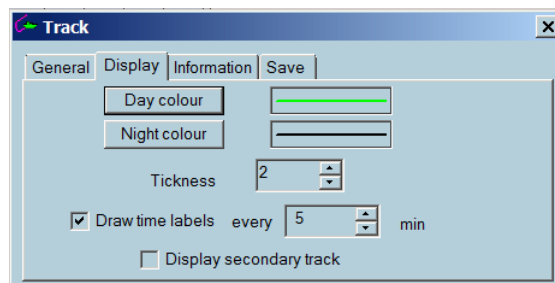 Track
General Display Information Save
Day colour
Night colour
Tickness 2
Draw time labels every 5 min
Display secondary track